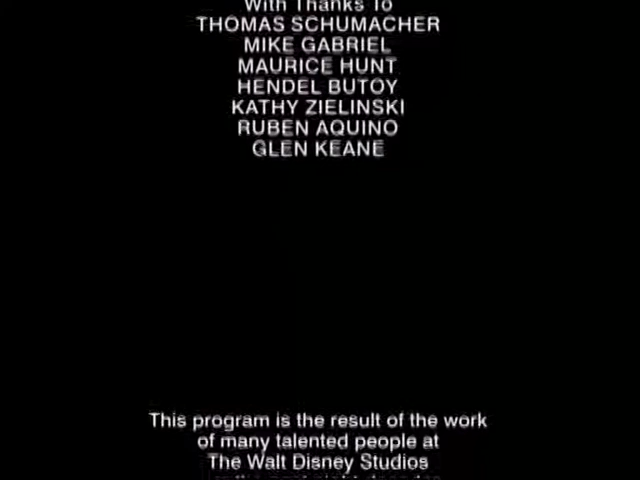 With Thanks To
THOMAS SCHUMACHER
MIKE GABRIEL
MAURICE HUNT
HENDEL BUTOY
KATHY ZIELINSKI
RUBEN AQUINO
GLEN KEANE
This program is the result of the work
of many talented people at
The Walt Disney Studios